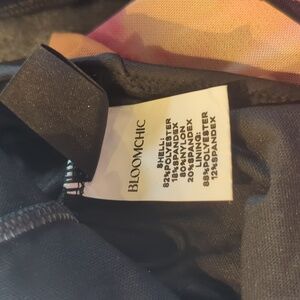 BLOOMCHIC
SHELL:
82%POLYESTER
18%SPANDEX
80%NYLON
20%SPANDEX
LINING:
88%POLYESTER
12%SPANDEX